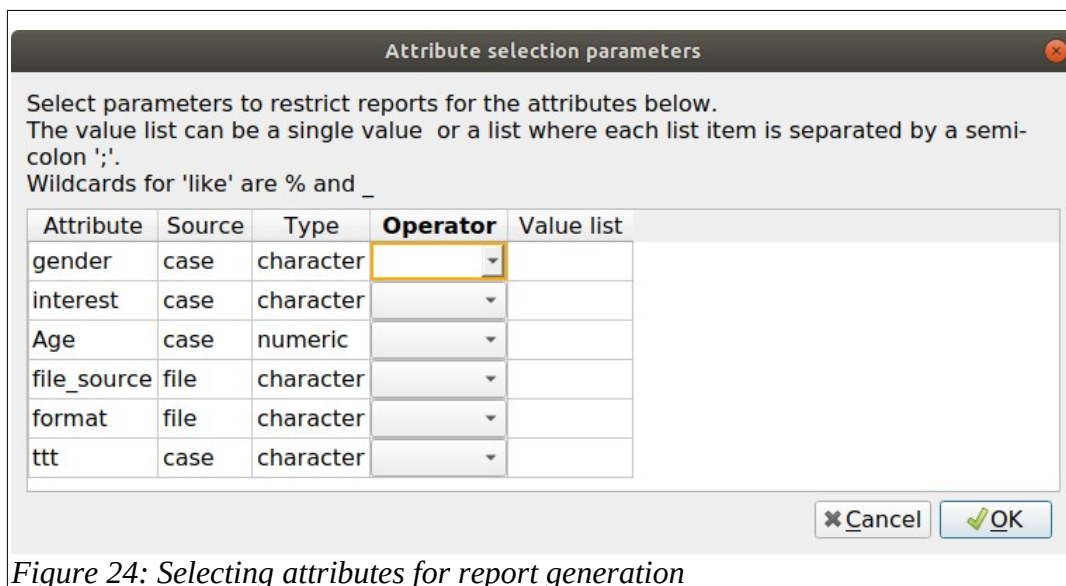 Attribute selection parameters
Select parameters to restrict reports for the attributes below.
The value list can be a single value  or a list where each list item is separated by a semi-
colon ';'.
Wildcards for 'like' are % and _
Attribute Source Type Operator Value list
gender case character
interest case character
Age case numeric
file_source file character
format file character
ttt case character
Cancel OK
Figure 24: Selecting attributes for report generation